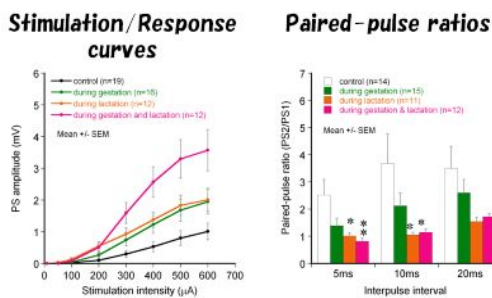 Stimulation/Response
curves
Paired-pulse ratios
6
5
4
3
2
1
0
PS amplitude (mV)
control (n=19)
during gestation (n=16)
during lactation (n=12)
during gestation and lactation (n=12)
Mean +/- SEM
0 100 200 300 400 500 600 700
Stimulation intensity (μA)
7
6
5
4
3
2
1
0
Paired-pulse ratio (PS2/PS1)
control (n=14)
during gestation (n=15)
during lactation (n=11)
during gestation & lactation (n=12)
Mean +/- SEM
* * * * *
5ms 10ms 20ms
Interpulse interval